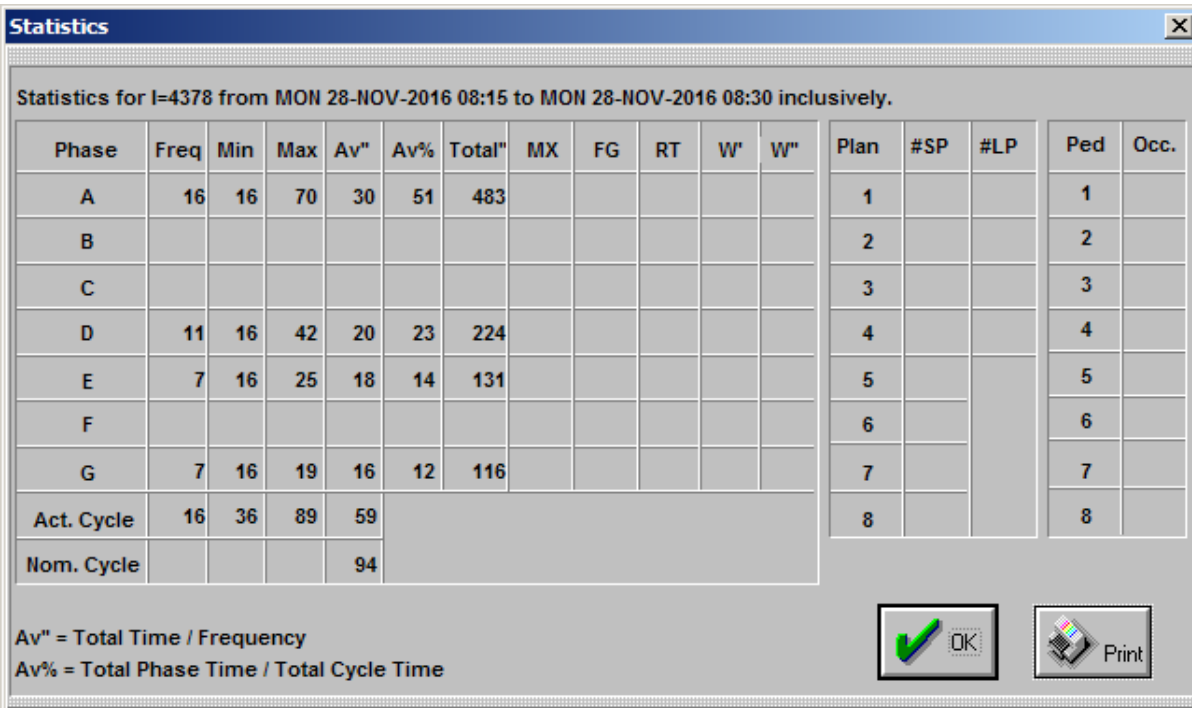 Statistics
Statistics for I=4378 from MON 28-NOV-2016 08:15 to MON 28-NOV-2016 08:30 inclusively.
Phase Freq Min Max Av" Av% Total" MX FG RT W' W"
A 16 16 70 30 51 483
B
C
D 11 16 42 20 23 224
E 7 16 25 18 14 131
F
G 7 16 19 16 12 116
Act. Cycle 16 36 89 59
Nom. Cycle 94
Plan #SP #LP
1
2
3
4
5
6
7
8
Ped Occ.
1
2
3
4
5
6
7
8
Av" = Total Time / Frequency
Av% = Total Phase Time / Total Cycle Time
OK
Print